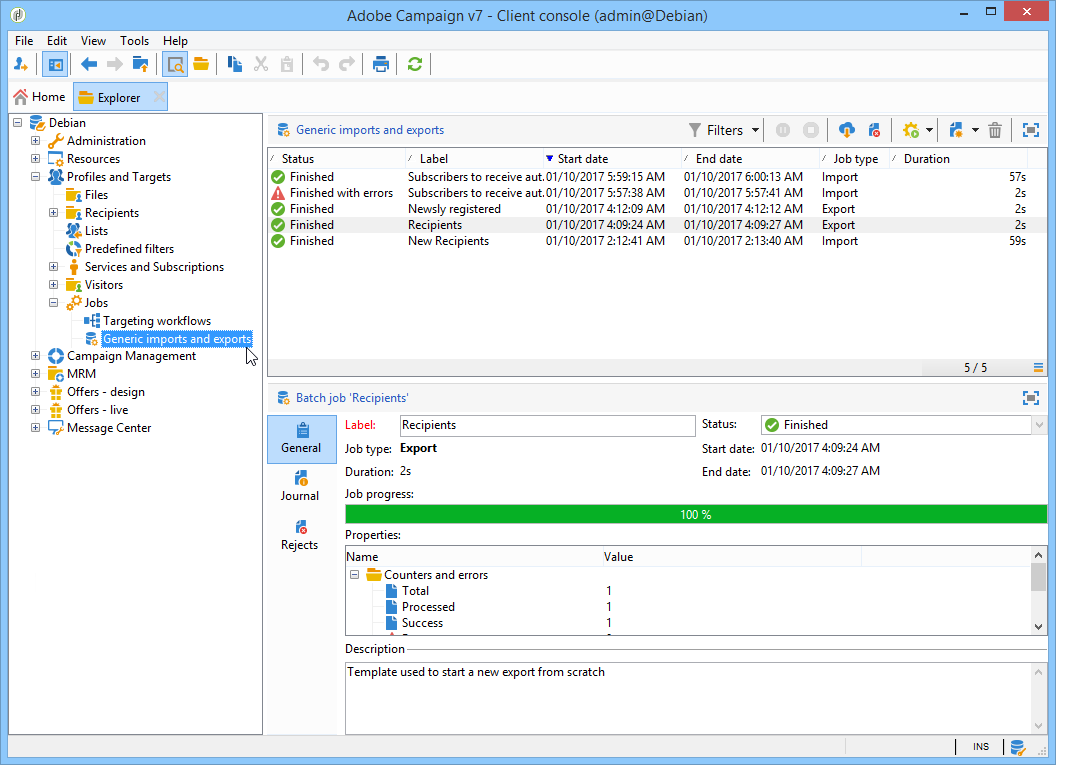 Adobe Campaign v7 - Client console (admin@Debian)
File Edit View Tools Help
Home Explorer
Debian
Administration
Resources
Profiles and Targets
Files
Recipients
Lists
Predefined filters
Services and Subscriptions
Visitors
Jobs
Targeting workflows
Generic imports and exports
Campaign Management
MRM
Offers - design
Offers - live
Message Center
Generic imports and exports Filters
Status Label Start date End date Job type Duration
Finished Subscribers to receive aut. 01/10/2017 5:59:15 AM 01/10/2017 6:00:13 AM Import 57s
Finished with errors Subscribers to receive aut. 01/10/2017 5:57:38 AM 01/10/2017 5:57:41 AM Import 2s
Finished Newsly registered 01/10/2017 4:12:09 AM 01/10/2017 4:12:12 AM Export 2s
Finished Recipients 01/10/2017 4:09:24 AM 01/10/2017 4:09:27 AM Export 2s
Finished New Recipients 01/10/2017 2:12:41 AM 01/10/2017 2:13:40 AM Import 59s
5 / 5
Batch job 'Recipients'
General
Journal
Rejects
Label: Recipients Status: Finished
Job type: Export Start date: 01/10/2017 4:09:24 AM
Duration: 2s End date: 01/10/2017 4:09:27 AM
Job progress:
100 %
Properties:
Name Value
Counters and errors
Total 1
Processed 1
Success 1
Description
Template used to start a new export from scratch
INS